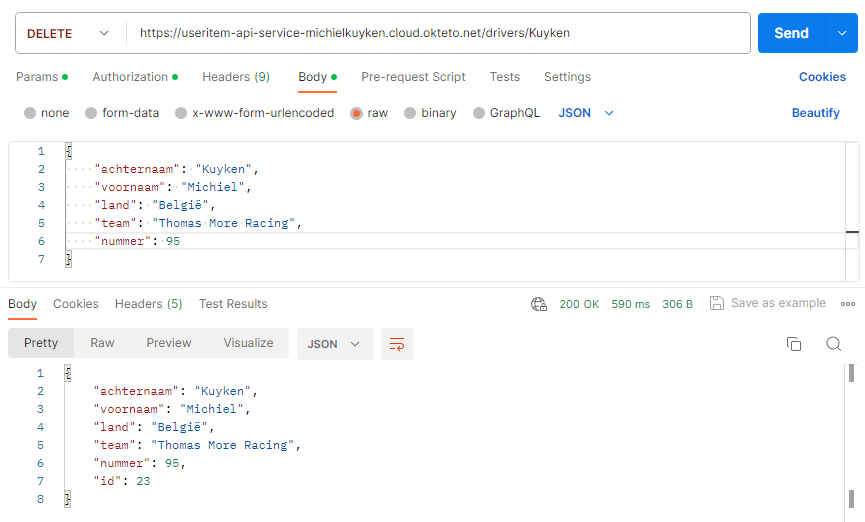 DELETE https://useritem-api-service-michielkuyken.cloud.okteto.net/drivers/Kuyken Send
Params Authorization Headers (9) Body Pre-request Script Tests Settings Cookies
none form-data x-www-form-urlencoded raw binary GraphQL JSON Beautify
1 {
2 "achternaam": "Kuyken",
3 "voornaam": "Michiel",
4 "land": "België",
5 "team": "Thomas More Racing",
6 "nummer": 95
7 }
Body Cookies Headers (5) Test Results 200 OK 590 ms 306 B Save as example
Pretty Raw Preview Visualize JSON
1 {
2 "achternaam": "Kuyken",
3 "voornaam": "Michiel",
4 "land": "België",
5 "team": "Thomas More Racing",
6 "nummer": 95,
7 "id": 23
8 }